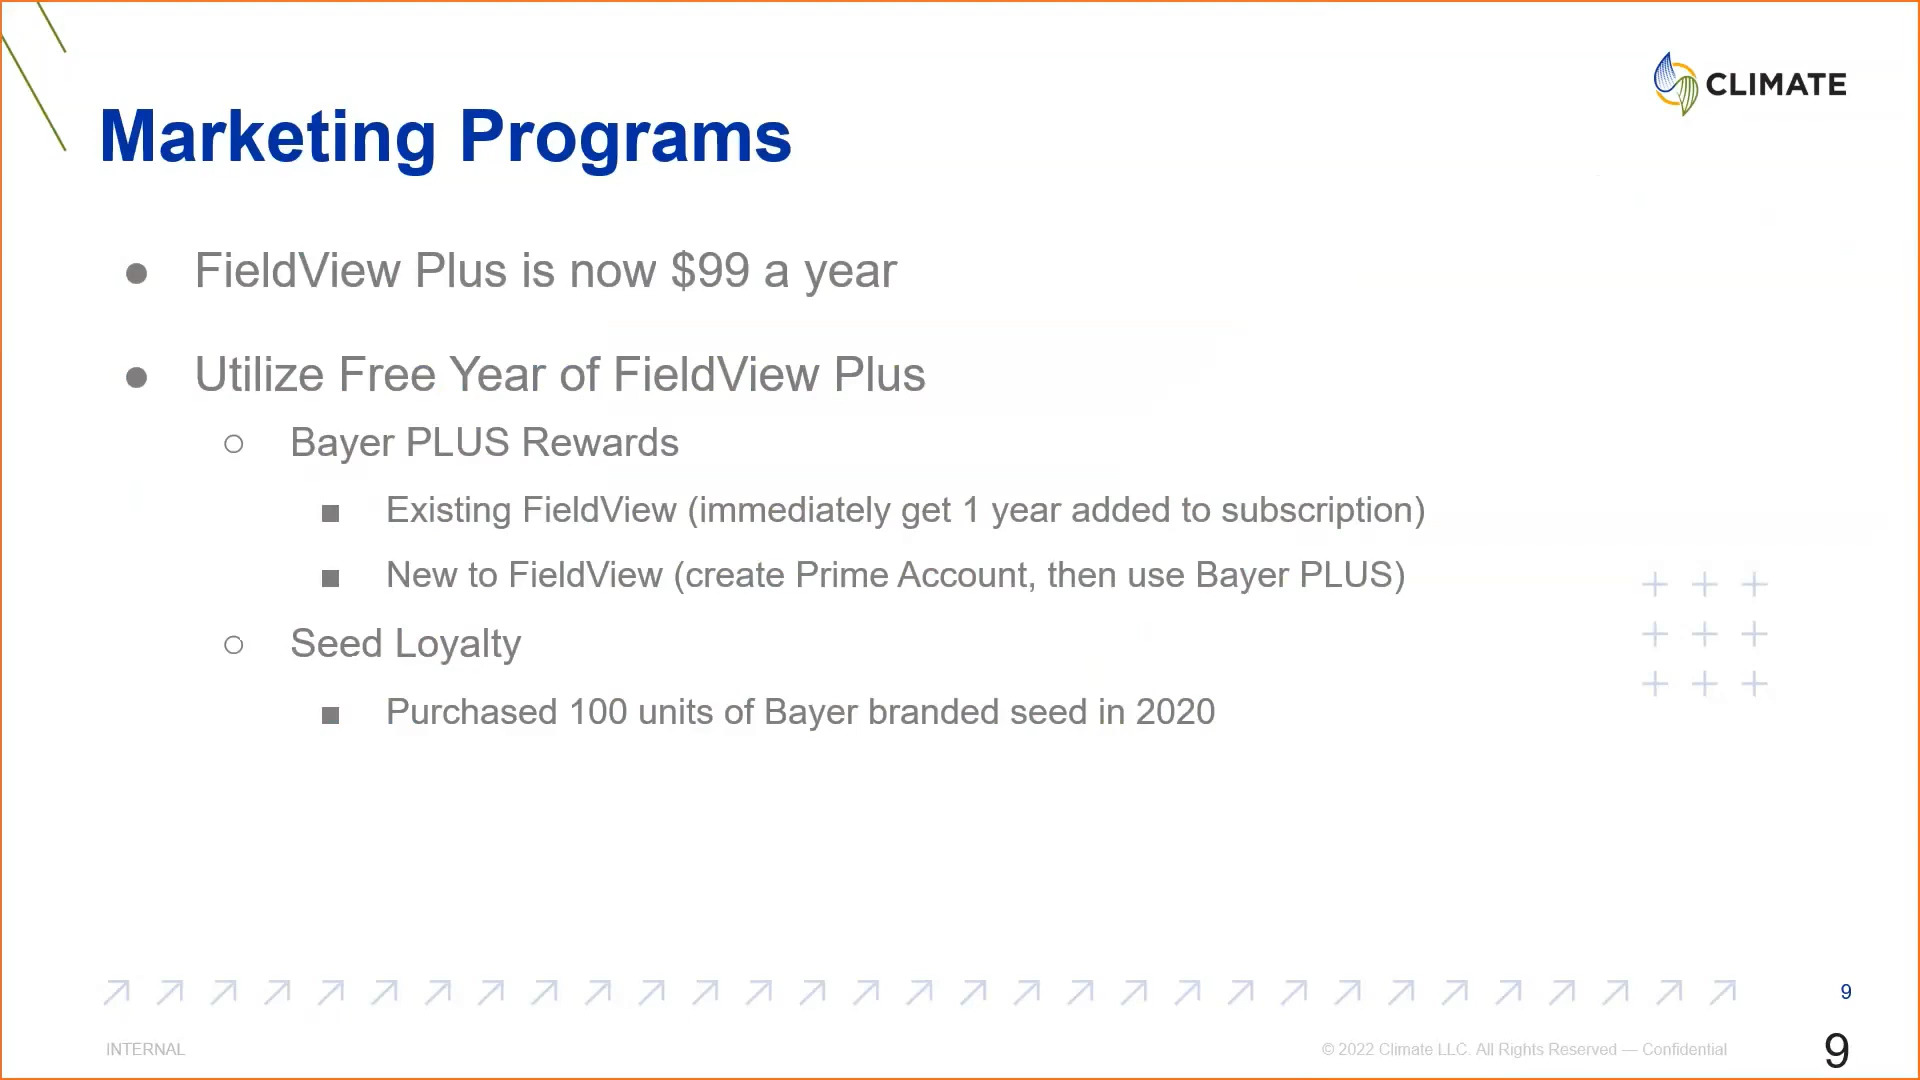 CLIMATE
Marketing Programs
● FieldView Plus is now $99 a year
● Utilize Free Year of FieldView Plus
○ Bayer PLUS Rewards
■ Existing FieldView (immediately get 1 year added to subscription)
■ New to FieldView (create Prime Account, then use Bayer PLUS)
○ Seed Loyalty
■ Purchased 100 units of Bayer branded seed in 2020
9
INTERNAL
© 2022 Climate LLC. All Rights Reserved — Confidential
9